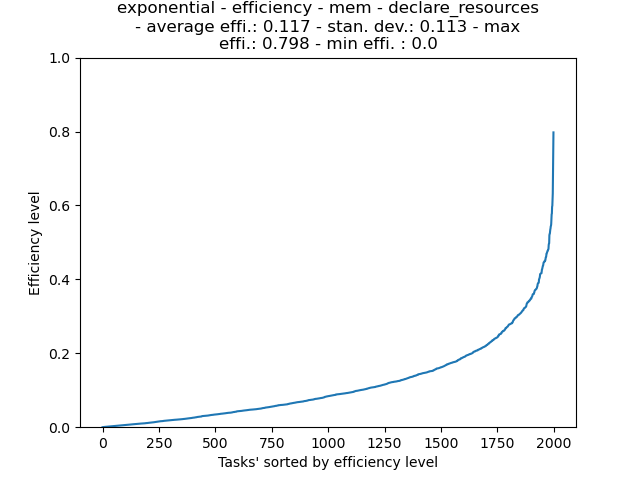 exponential - efficiency - mem - declare_resources
- average effi.: 0.117 - stan. dev.: 0.113 - max
effi.: 0.798 - min effi. : 0.0
1.0
0.8
0.6
0.4
0.2
0.0
Efficiency level
0 250 500 750 1000 1250 1500 1750 2000
Tasks' sorted by efficiency level